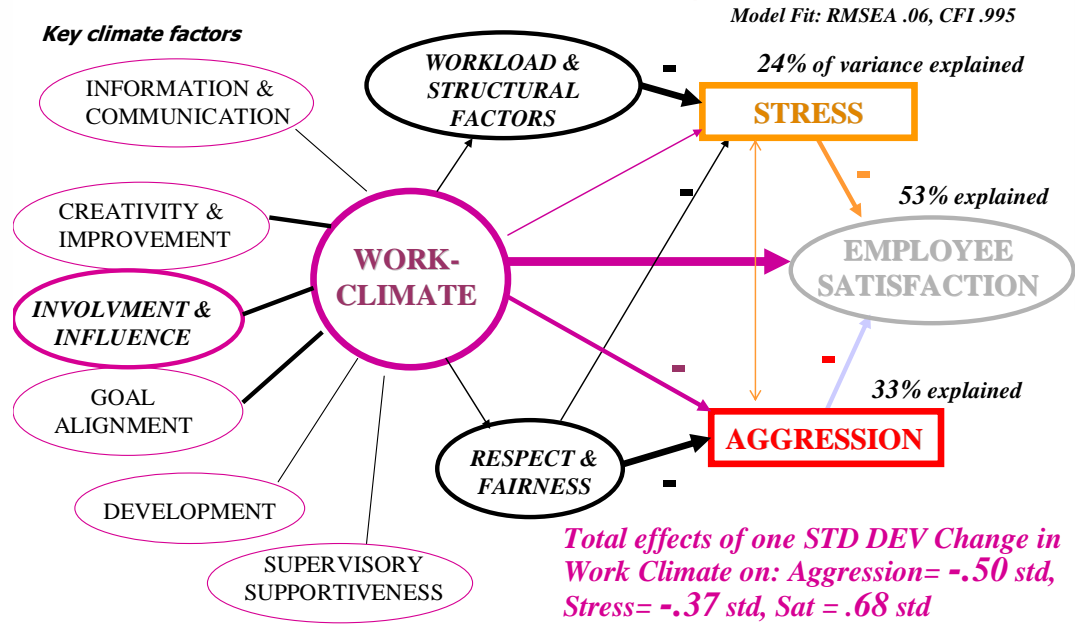 Model Fit: RMSEA .06, CFI .995
Key climate factors
INFORMATION &
COMMUNICATION
CREATIVITY &
IMPROVEMENT
INVOLVMENT &
INFLUENCE
GOAL
ALIGNMENT
DEVELOPMENT
SUPERVISORY
SUPPORTIVENESS
WORK-
CLIMATE
WORKLOAD &
STRUCTURAL
FACTORS
RESPECT &
FAIRNESS
-
-
-
-
-
-
24% of variance explained
STRESS
53% explained
EMPLOYEE
SATISFACTION
33% explained
AGGRESSION
Total effects of one STD DEV Change in
Work Climate on: Aggression= -.50 std,
Stress= -.37 std, Sat = .68 std